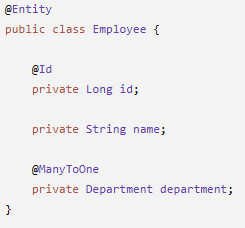 @Entity
public class Employee {
@Id
private Long id;
private String name;
@ManyToOne
private Department department;
}